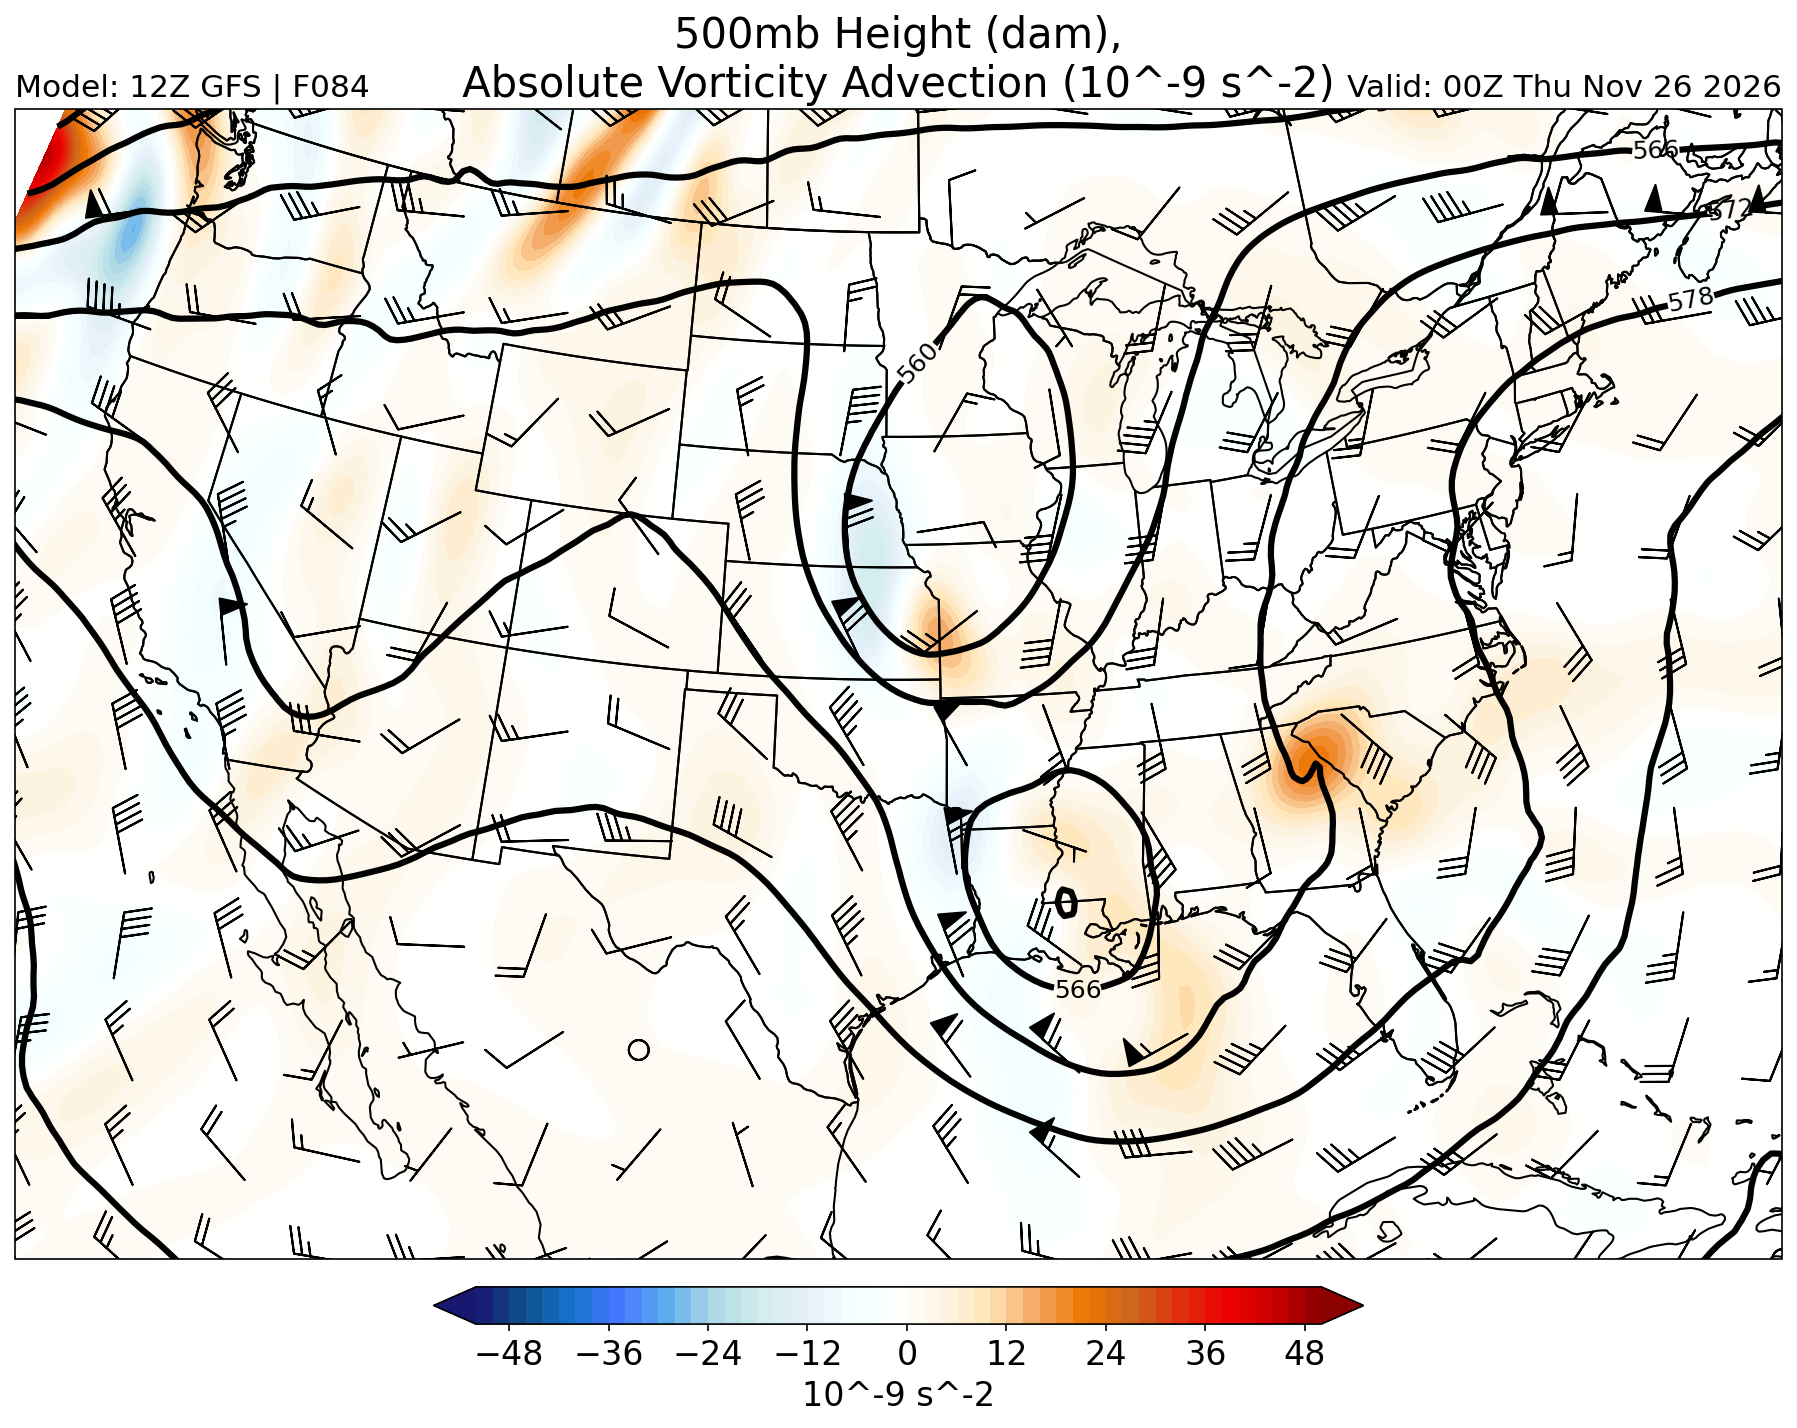 500mb Height (dam),
Model: 12Z GFS | F084
Absolute Vorticity Advection (10^-9 s^-2)
Valid: 00Z Thu Nov 26 2026
566
572
578
560
566
−48 −36 −24 −12 0 12 24 36 48
10^-9 s^-2